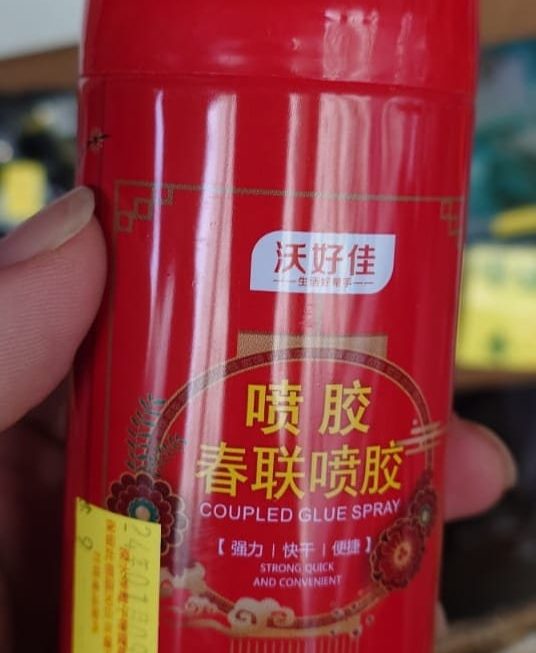 沃好佳
生活好帮手
喷胶
春联喷胶
COUPLED GLUE SPRAY
【强力|快干|便捷】
STRONG QUICK
AND CONVENIENT